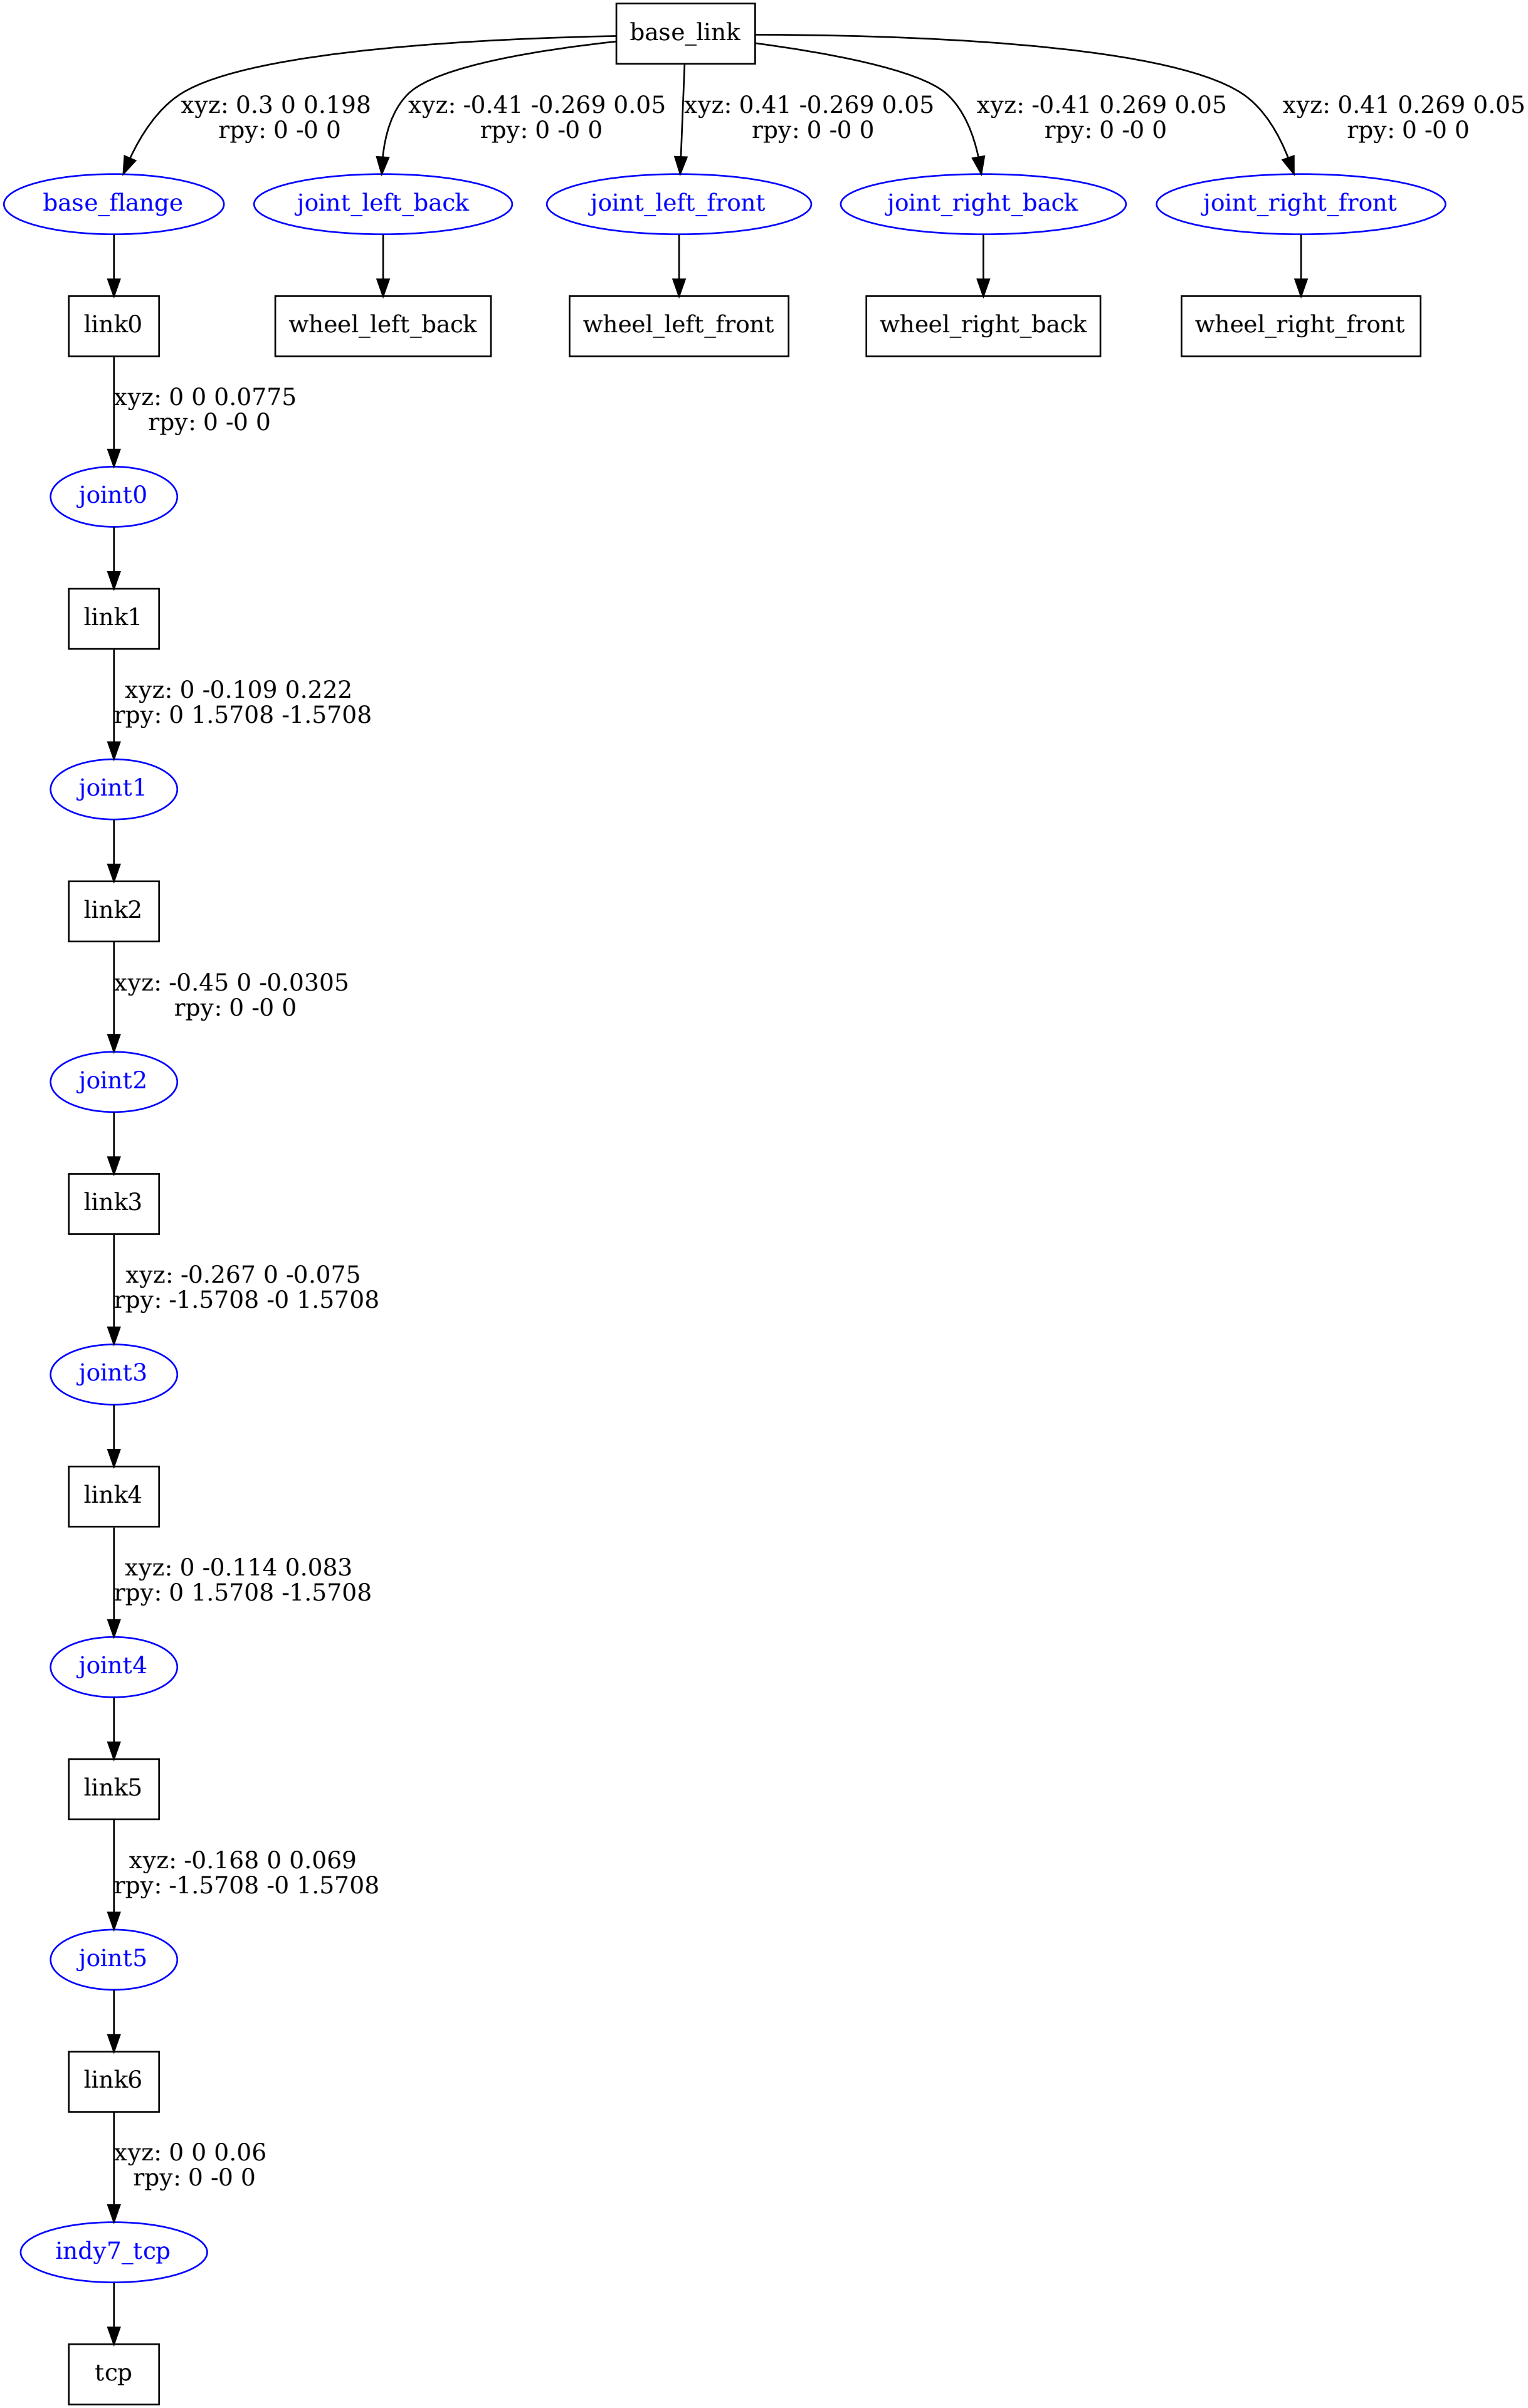 base_link
xyz: 0.3 0 0.198
rpy: 0 -0 0
xyz: -0.41 -0.269 0.05
rpy: 0 -0 0
xyz: 0.41 -0.269 0.05
rpy: 0 -0 0
xyz: -0.41 0.269 0.05
rpy: 0 -0 0
xyz: 0.41 0.269 0.05
rpy: 0 -0 0
base_flange
joint_left_back
joint_left_front
joint_right_back
joint_right_front
link0
wheel_left_back
wheel_left_front
wheel_right_back
wheel_right_front
xyz: 0 0 0.0775
rpy: 0 -0 0
joint0
link1
xyz: 0 -0.109 0.222
rpy: 0 1.5708 -1.5708
joint1
link2
xyz: -0.45 0 -0.0305
rpy: 0 -0 0
joint2
link3
xyz: -0.267 0 -0.075
rpy: -1.5708 -0 1.5708
joint3
link4
xyz: 0 -0.114 0.083
rpy: 0 1.5708 -1.5708
joint4
link5
xyz: -0.168 0 0.069
rpy: -1.5708 -0 1.5708
joint5
link6
xyz: 0 0 0.06
rpy: 0 -0 0
indy7_tcp
tcp